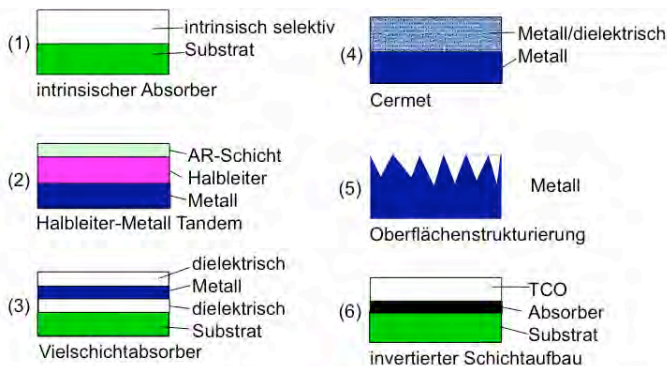 (1)
intrinsisch selektiv
Substrat
intrinsischer Absorber
(2)
AR-Schicht
Halbleiter
Metall
Halbleiter-Metall Tandem
(3)
dielektrisch
Metall
dielektrisch
Substrat
Vielschichtabsorber
(4)
Metall/dielektrisch
Metall
Cermet
(5)
Metall
Oberflächenstrukturierung
(6)
TCO
Absorber
Substrat
invertierter Schichtaufbau